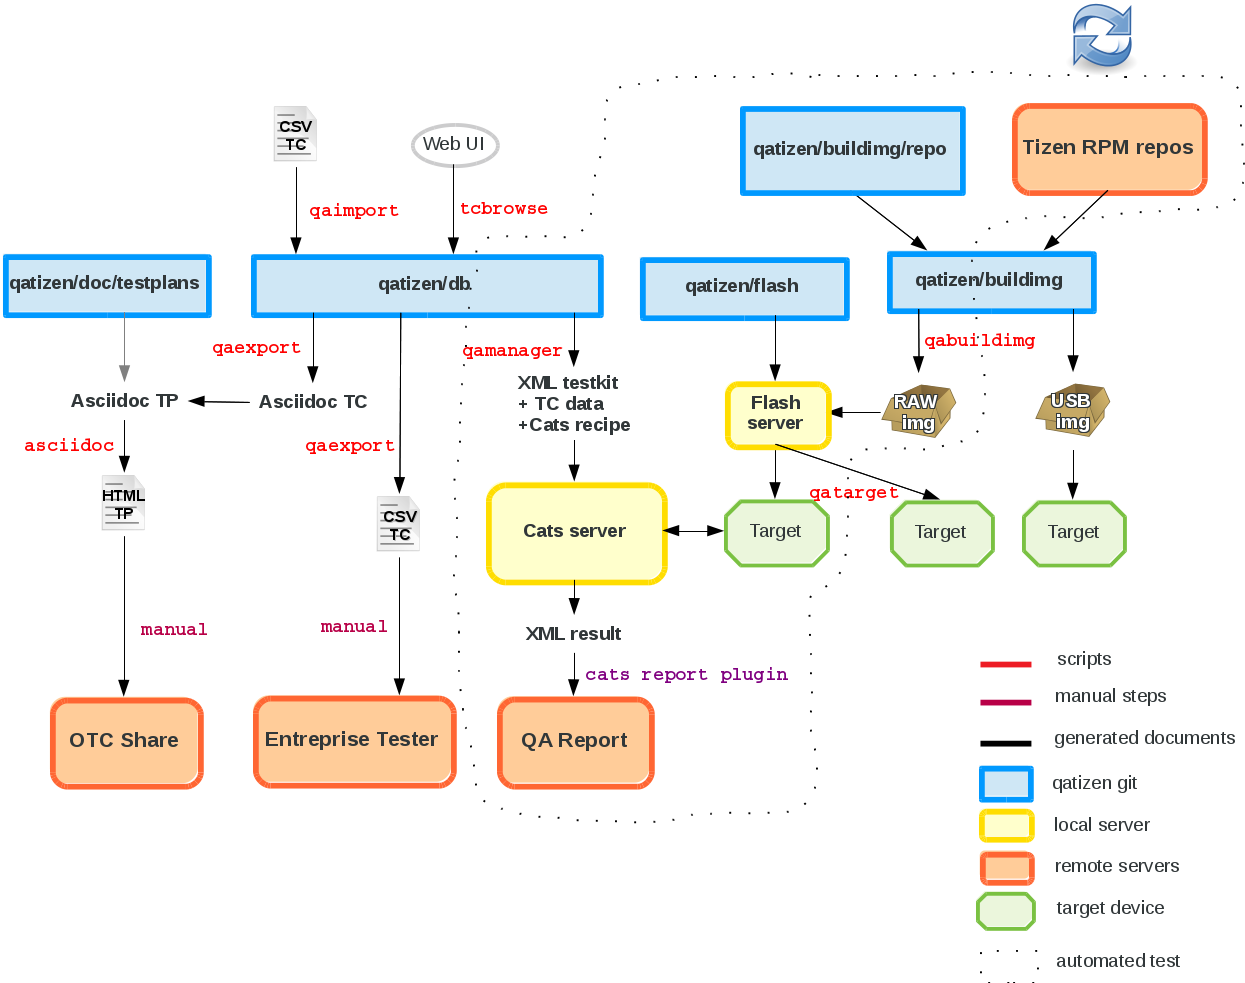 CSV
TC
Web UI
qatizen/buildimg/repo
Tizen RPM repos
qaimport
tcbrowse
qatizen/doc/testplans
qatizen/db
qatizen/flash
qatizen/buildimg
qaexport
qamanager
qabuildimg
XML testkit
+ TC data
+Cats recipe
Asciidoc TP
Asciidoc TC
Flash
server
RAW
img
USB
img
asciidoc
qaexport
qatarget
HTML
TP
CSV
TC
Cats server
Target
Target
Target
manual
manual
XML result
cats report plugin
OTC Share
Entreprise Tester
QA Report
scripts
manual steps
generated documents
qatizen git
local server
remote servers
target device
automated test